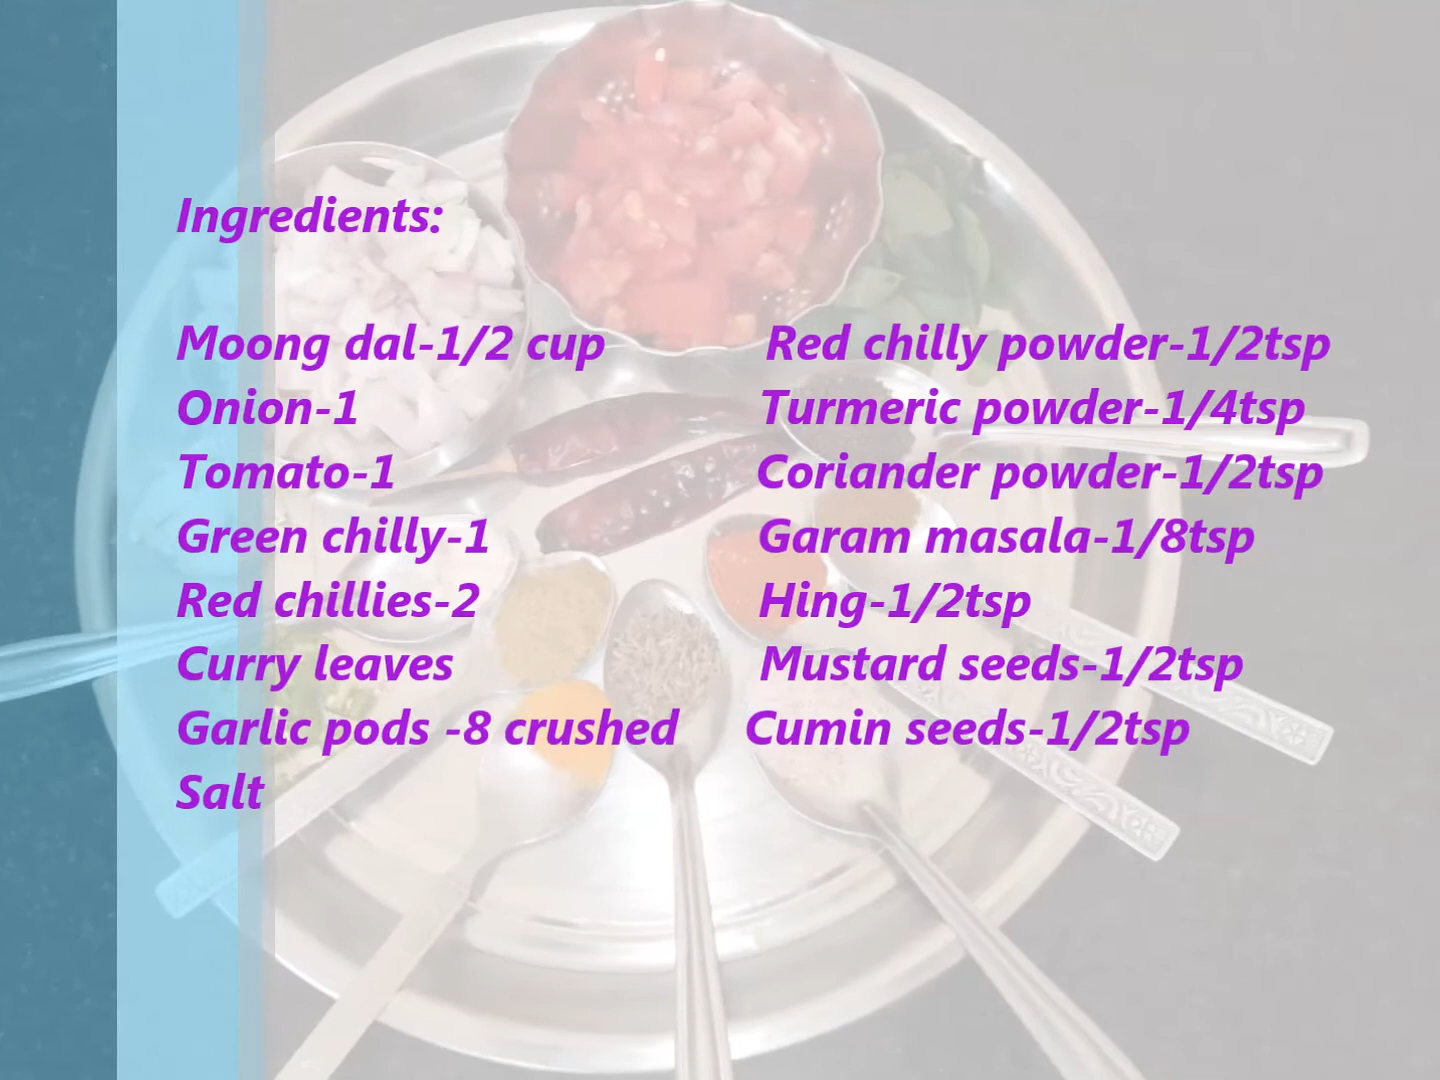 Ingredients:
Moong dal-1/2 cup
Onion-1
Tomato-1
Green chilly-1
Red chillies-2
Curry leaves
Garlic pods -8 crushed
Salt
Red chilly powder-1/2tsp
Turmeric powder-1/4tsp
Coriander powder-1/2tsp
Garam masala-1/8tsp
Hing-1/2tsp
Mustard seeds-1/2tsp
Cumin seeds-1/2tsp